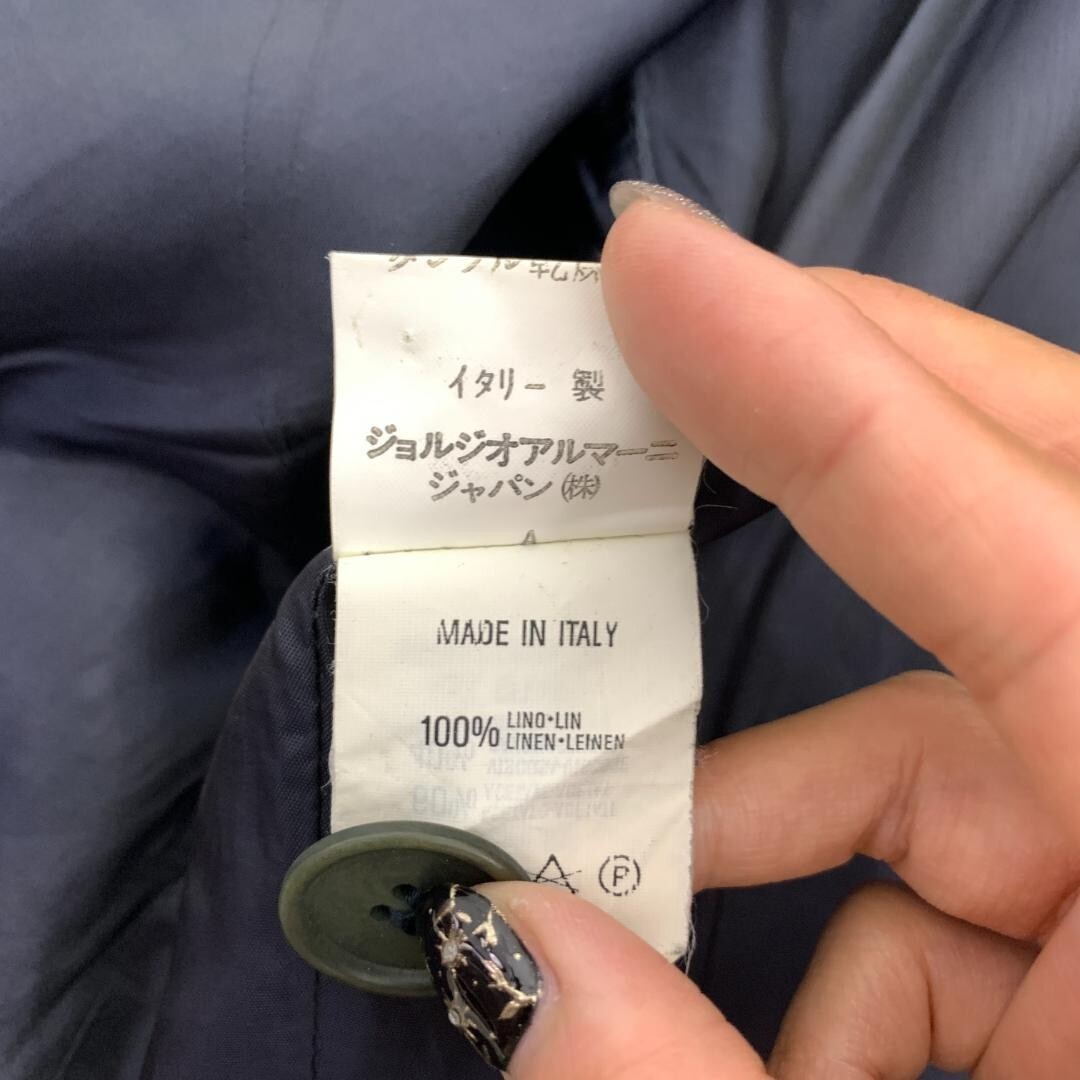 イタリー 製
ジョルジオアルマーニ
ジャパン(株)
MADE IN ITALY
100% LINO•LIN
LINEN•LEINEN
P